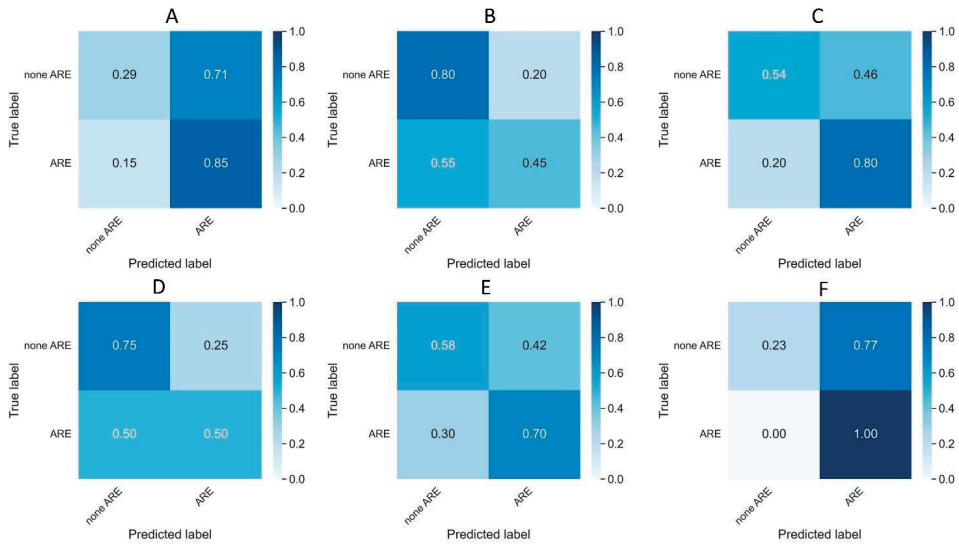 A
none ARE
ARE
True label
0.29 0.71
0.15 0.85
none ARE ARE
Predicted label
1.0
0.8
0.6
0.4
0.2
0.0
B
none ARE
ARE
True label
0.80 0.20
0.55 0.45
none ARE ARE
Predicted label
1.0
0.8
0.6
0.4
0.2
0.0
C
none ARE
ARE
True label
0.54 0.46
0.20 0.80
none ARE ARE
Predicted label
1.0
0.8
0.6
0.4
0.2
0.0
D
none ARE
ARE
True label
0.75 0.25
0.50 0.50
none ARE ARE
Predicted label
1.0
0.8
0.6
0.4
0.2
0.0
E
none ARE
ARE
True label
0.58 0.42
0.30 0.70
none ARE ARE
Predicted label
1.0
0.8
0.6
0.4
0.2
0.0
F
none ARE
ARE
True label
0.23 0.77
0.00 1.00
none ARE ARE
Predicted label
1.0
0.8
0.6
0.4
0.2
0.0